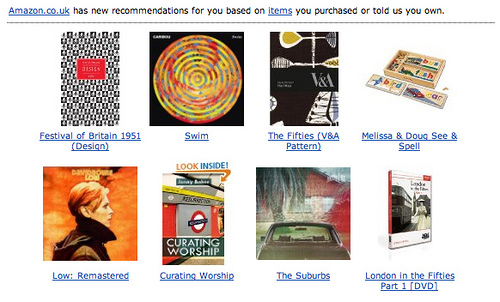 Amazon.co.uk has new recommendations for you based on items you purchased or told us you own.
DESIGN
CARIBOU
Swim
V&A
Festival of Britain 1951
(Design)
Swim
The Fifties (V&A
Pattern)
Melissa & Doug See &
Spell
DAVID BOWIE
LOW
LOOK INSIDE!
Jonny Baker
RESURRECTION
CURATING
WORSHIP
London
in the Fifties
Low: Remastered
Curating Worship
The Suburbs
London in the Fifties
Part 1 [DVD]